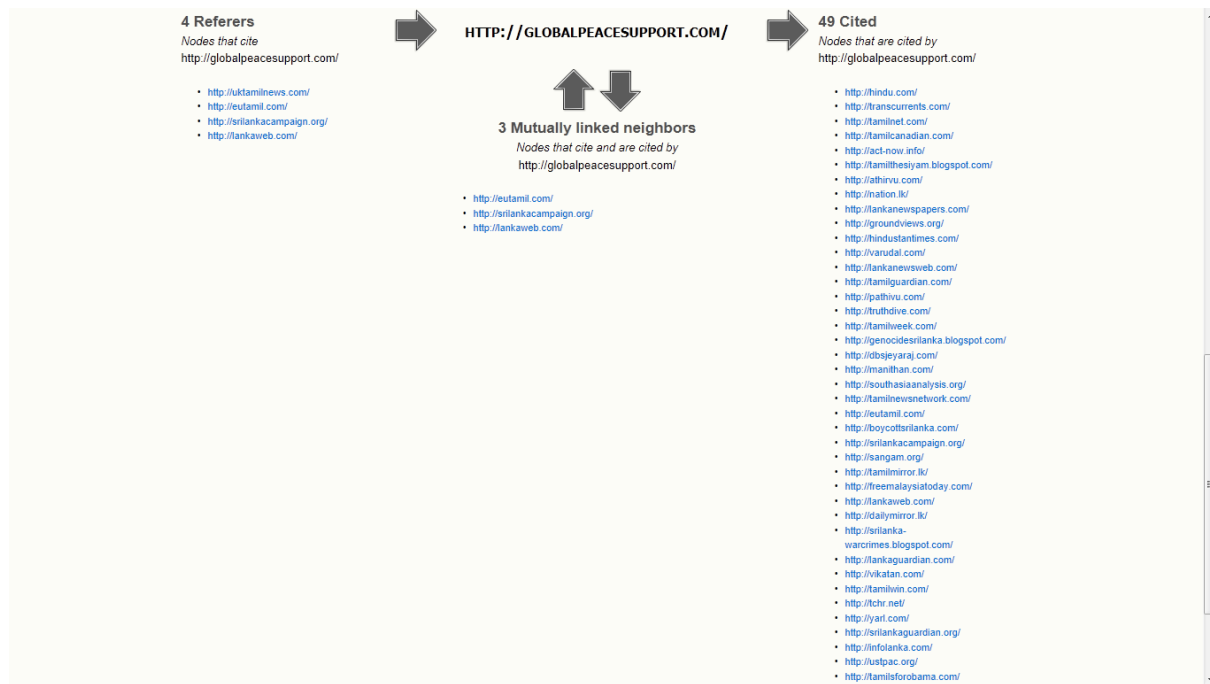 4 Referers
Nodes that cite
http://globalpeacesupport.com/
• http://uktamilnews.com/
• http://eutamil.com/
• http://srilankacampaign.org/
• http://lankaweb.com/
HTTP://GLOBALPEACESUPPORT.COM/
3 Mutually linked neighbors
Nodes that cite and are cited by
http://globalpeacesupport.com/
• http://eutamil.com/
• http://srilankacampaign.org/
• http://lankaweb.com/
49 Cited
Nodes that are cited by
http://globalpeacesupport.com/
• http://hindu.com/
• http://transcurrents.com/
• http://tamilnet.com/
• http://tamilcanadian.com/
• http://act-now.info/
• http://tamilthesiyam.blogspot.com/
• http://athirvu.com/
• http://nation.lk/
• http://lankanewspapers.com/
• http://groundviews.org/
• http://hindustantimes.com/
• http://varudal.com/
• http://lankanewsweb.com/
• http://tamilguardian.com/
• http://pathivu.com/
• http://truthdive.com/
• http://tamilweek.com/
• http://genocidesrilanka.blogspot.com/
• http://dbsjeyaraj.com/
• http://manithan.com/
• http://southasiaanalysis.org/
• http://tamilnewsnetwork.com/
• http://eutamil.com/
• http://boycottsrilanka.com/
• http://srilankacampaign.org/
• http://sangam.org/
• http://tamilmirror.lk/
• http://freemalaysiatoday.com/
• http://lankaweb.com/
• http://dailymirror.lk/
• http://srilanka-
warcrimes.blogspot.com/
• http://lankaguardian.com/
• http://vikatan.com/
• http://tamilwin.com/
• http://tchr.net/
• http://yarl.com/
• http://srilankaguardian.org/
• http://infolanka.com/
• http://ustpac.org/
• http://tamilsforobama.com/